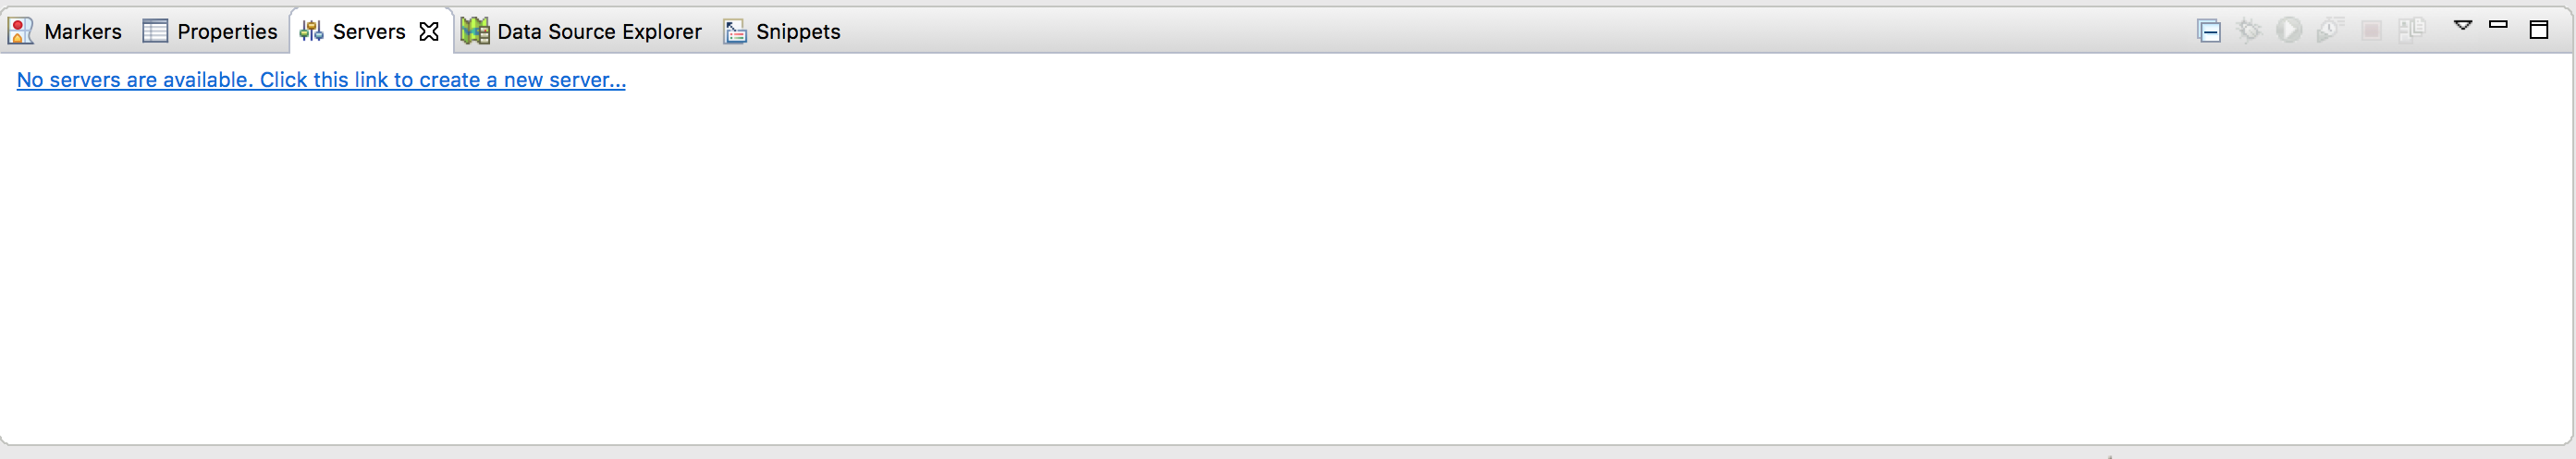 Markers Properties Servers Data Source Explorer Snippets
No servers are available. Click this link to create a new server...